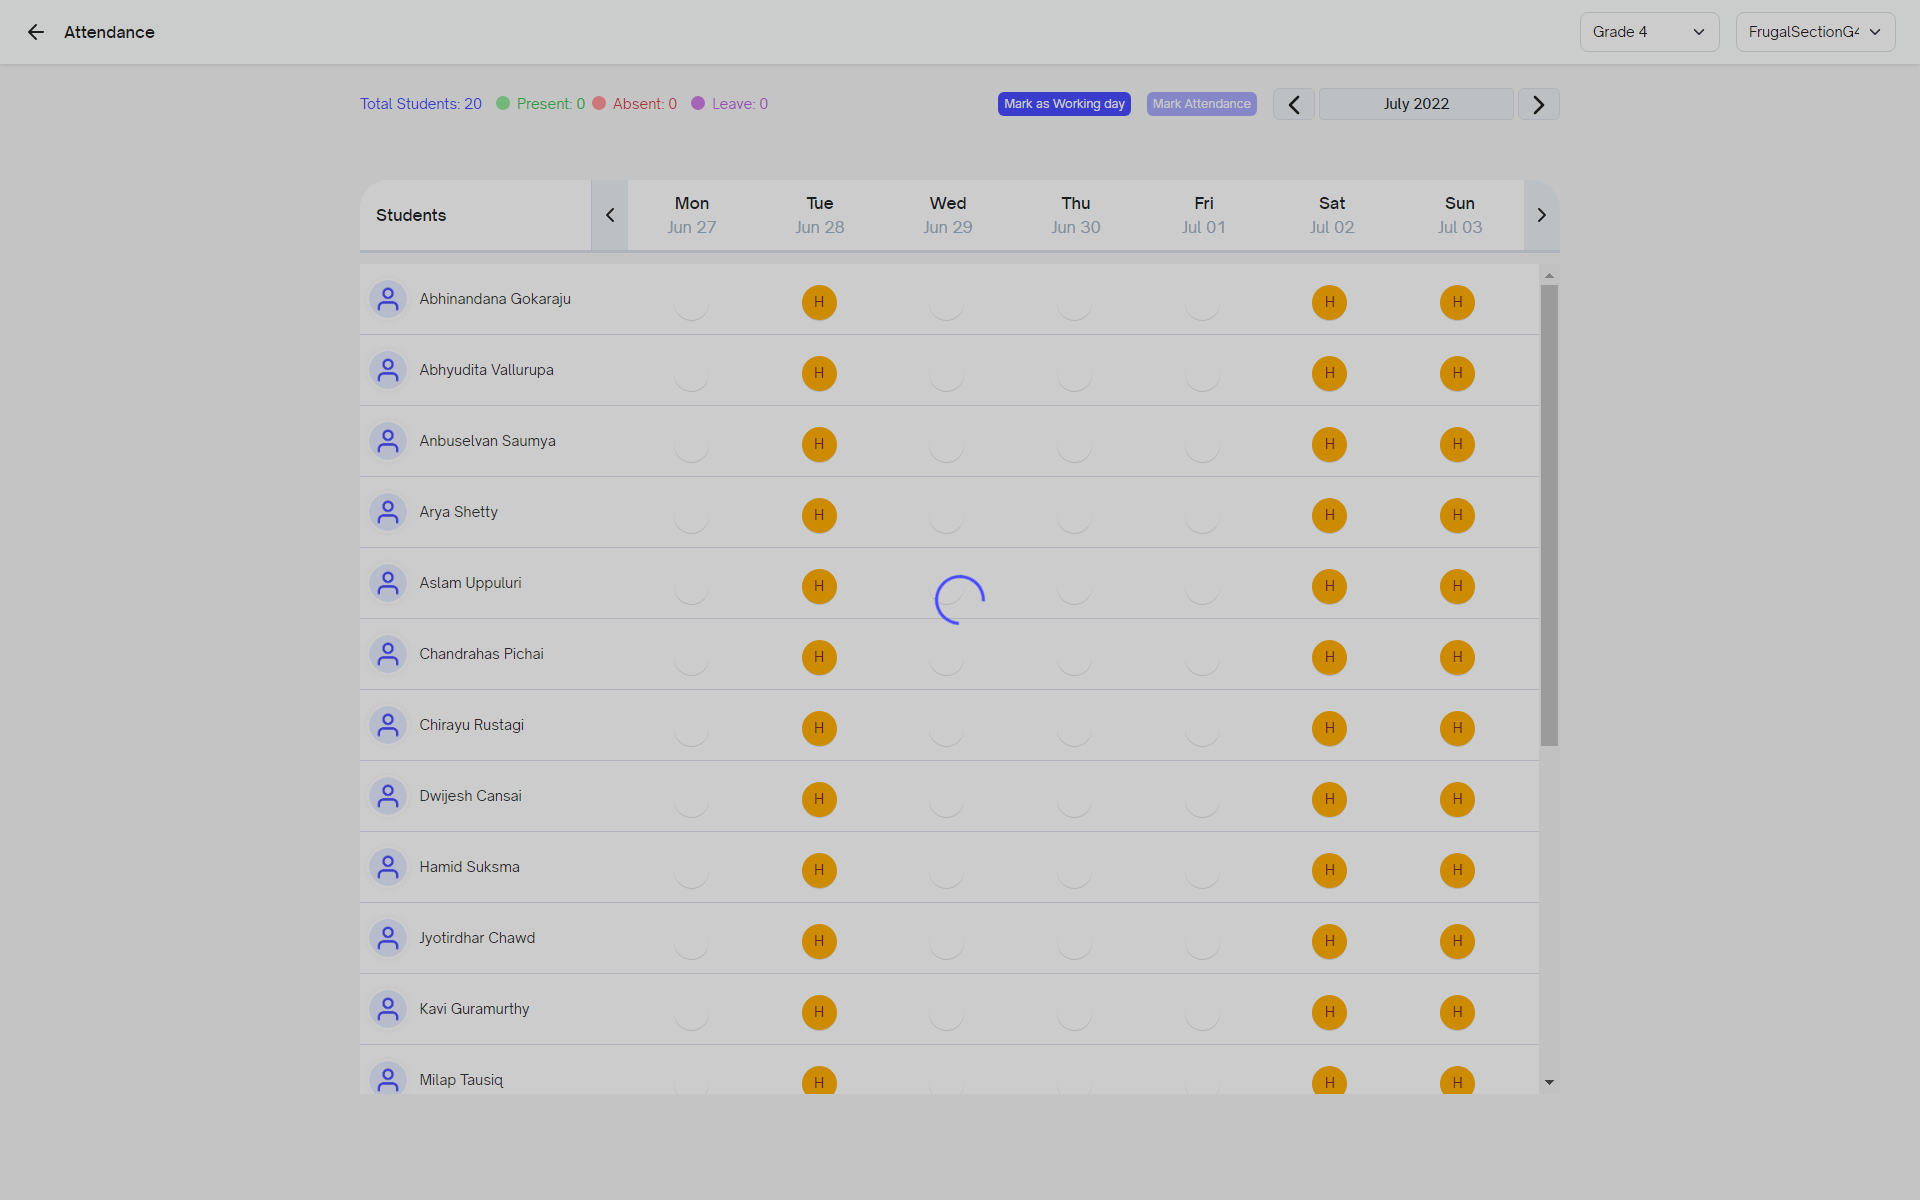 Attendance
Grade 4
FrugalSectionG4
Total Students: 20 Present: 0 Absent: 0 Leave: 0
Mark as Working day
Mark Attendance
July 2022
Students
Mon Tue Wed Thu Fri Sat Sun
Jun 27 Jun 28 Jun 29 Jun 30 Jul 01 Jul 02 Jul 03
Abhinandana Gokaraju H H H
Abhyudita Vallurupa H H H
Anbuselvan Saumya H H H
Arya Shetty H H H
Aslam Uppuluri H H H
Chandrahas Pichai H H H
Chirayu Rustagi H H H
Dwijesh Cansai H H H
Hamid Suksma H H H
Jyotirdhar Chawd H H H
Kavi Guramurthy H H H
Milap Tausiq H H H